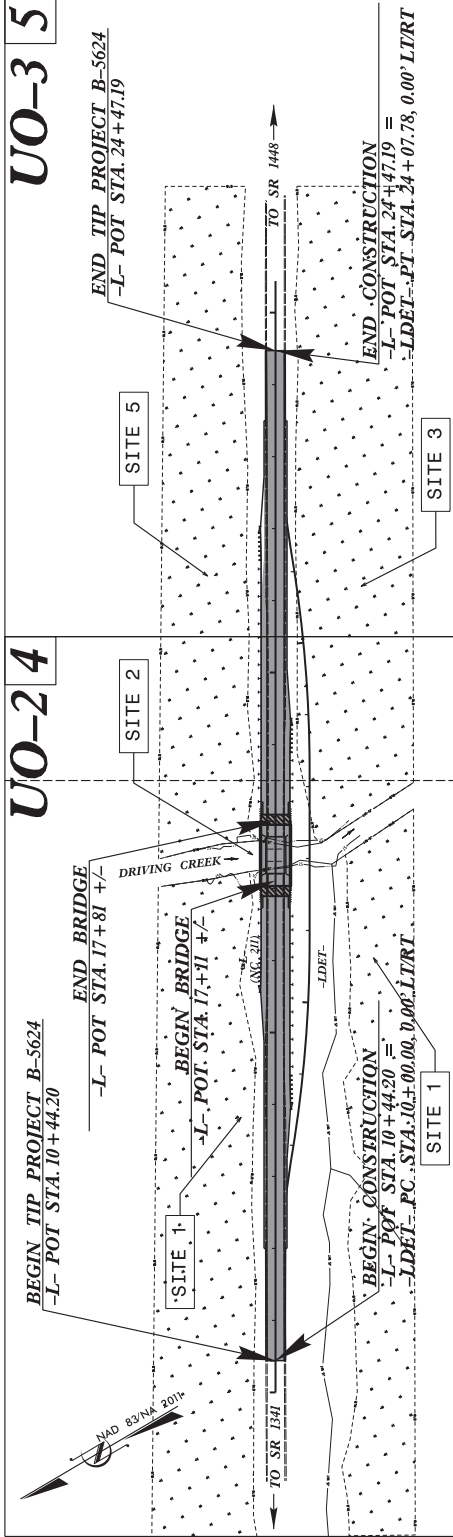 UO-3 5
END TIP PROJECT B-5624
-L- POT STA. 24+47.19
SITE 5
TO SR 1448
END CONSTRUCTION
-L- POT STA. 24+47.19 =
-LDET- PT STA. 24+07.78, 0.00' LT/RT
SITE 3
UO-2 4
SITE 2
DRIVING CREEK
END BRIDGE
-L- POT STA. 17+81 +/-
BEGIN BRIDGE
-L- POT STA. 17+11 +/-
(NC. 211)
-LDET-
BEGIN TIP PROJECT B-5624
-L- POT STA. 10+44.20
SITE 1
BEGIN CONSTRUCTION
-L- POT STA. 10+44.20 =
-LDET- PC STA. 10+00.00, 0.00' LT/RT
SITE 1
NAD 83/NA 2011
TO SR 1341